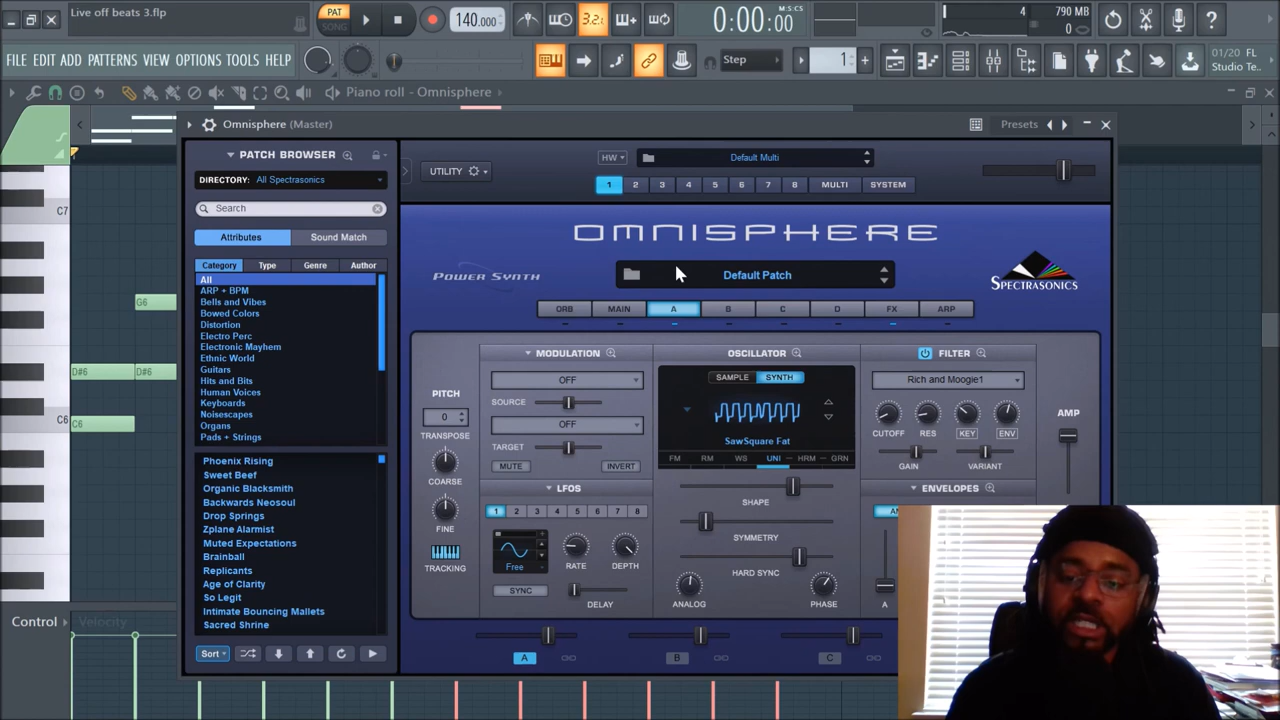 Live off beats 3.flp
PAT
SONG
140.000
3.2.
0:00:00
M:S:CS
4
790 MB
0
FILE EDIT ADD PATTERNS VIEW OPTIONS TOOLS HELP
Step
1
01/20 FL
Studio Te..
Piano roll - Omnisphere
Omnisphere (Master)
Presets
PATCH BROWSER
DIRECTORY: All Spectrasonics
Search
Attributes
Sound Match
Category
Type
Genre
Author
All
ARP + BPM
Bells and Vibes
Bowed Colors
Distortion
Electro Perc
Electronic Mayhem
Ethnic World
Guitars
Hits and Bits
Human Voices
Keyboards
Noisescapes
Organs
Pads + Strings
Phoenix Rising
Sweet Beef
Organic Blacksmith
Backwards Neosoul
Drop Springs
Zplane Alarmist
Muted Expectations
Brainball
Replicants
Age of Clarity
So Legit
Intimate Bouncing Mallets
Sacred Shrine
Sort
UTILITY
HW
Default Multi
1 2 3 4 5 6 7 8 MULTI SYSTEM
OMNISPHERE
POWER SYNTH
Default Patch
SPECTRASONICS
ORB MAIN A B C D FX ARP
PITCH
0
TRANSPOSE
COARSE
FINE
TRACKING
MODULATION
OFF
SOURCE
OFF
TARGET
MUTE
INVERT
LFOS
1 2 3 4 5 6 7 8
Free
RATE
DEPTH
SYNC
DELAY
OSCILLATOR
SAMPLE
SYNTH
SawSquare Fat
FM RM WS UNI HRM GRN
SHAPE
SYMMETRY
HARD SYNC
ANALOG
PHASE
FILTER
Rich and Moogie1
CUTOFF RES KEY ENV
GAIN
VARIANT
ENVELOPES
A
AMP
A
B
C
C7
G6
D#6
D#6
C6
C6
Control
Velocity